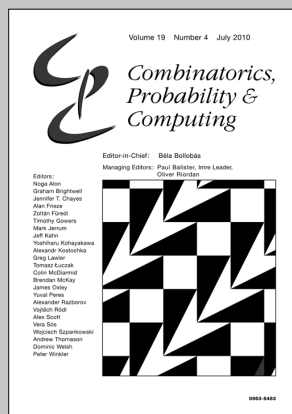 Volume 19 Number 4 July 2010
Combinatorics,
Probability &
Computing
Editor-in-Chief: Béla Bollobás
Managing Editors: Paul Balister, Imre Leader,
Oliver Riordan
Editors:
Noga Alon
Graham Brightwell
Jennifer T. Chayes
Alan Frieze
Zoltán Füredi
Timothy Gowers
Mark Jerrum
Jeff Kahn
Yoshiharu Kohayakawa
Alexandr Kostochka
Greg Lawler
Tomasz Łuczak
Colin McDiarmid
Brendan McKay
James Oxley
Yuval Peres
Alexander Razborov
Vojtěch Rödl
Alex Scott
Vera Sós
Wojciech Szpankowski
Andrew Thomason
Dominic Welsh
Peter Winkler
0963-5483